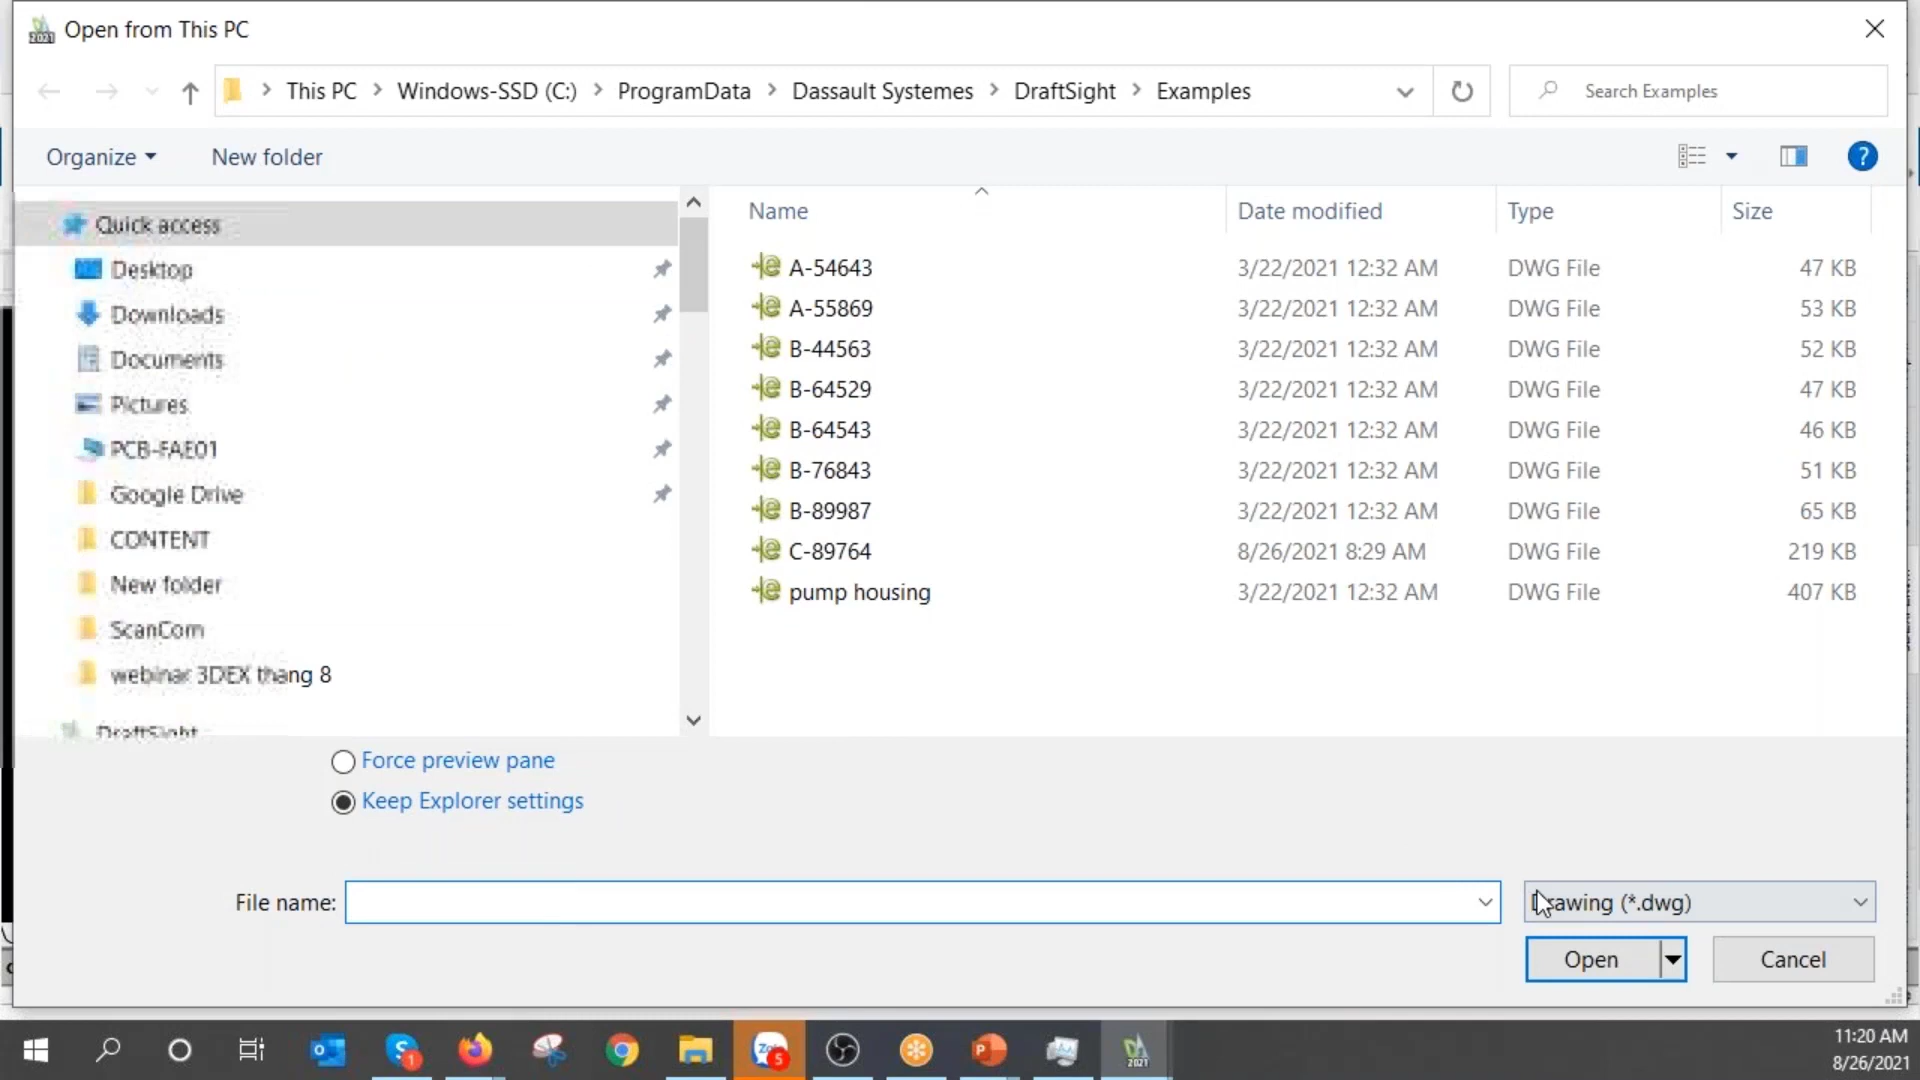 Open from This PC
This PC > Windows-SSD (C:) > ProgramData > Dassault Systemes > DraftSight > Examples
Search Examples
Organize
New folder
?
Quick access
Desktop
Downloads
Documents
Pictures
PCB-FAE01
Google Drive
CONTENT
New folder
ScanCom
webinar 3DEX thang 8
DraftSight
Name Date modified Type Size
A-54643 3/22/2021 12:32 AM DWG File 47 KB
A-55869 3/22/2021 12:32 AM DWG File 53 KB
B-44563 3/22/2021 12:32 AM DWG File 52 KB
B-64529 3/22/2021 12:32 AM DWG File 47 KB
B-64543 3/22/2021 12:32 AM DWG File 46 KB
B-76843 3/22/2021 12:32 AM DWG File 51 KB
B-89987 3/22/2021 12:32 AM DWG File 65 KB
C-89764 8/26/2021 8:29 AM DWG File 219 KB
pump housing 3/22/2021 12:32 AM DWG File 407 KB
Force preview pane
Keep Explorer settings
File name:
Drawing (*.dwg)
Open
Cancel
1
5
2021
11:20 AM
8/26/2021